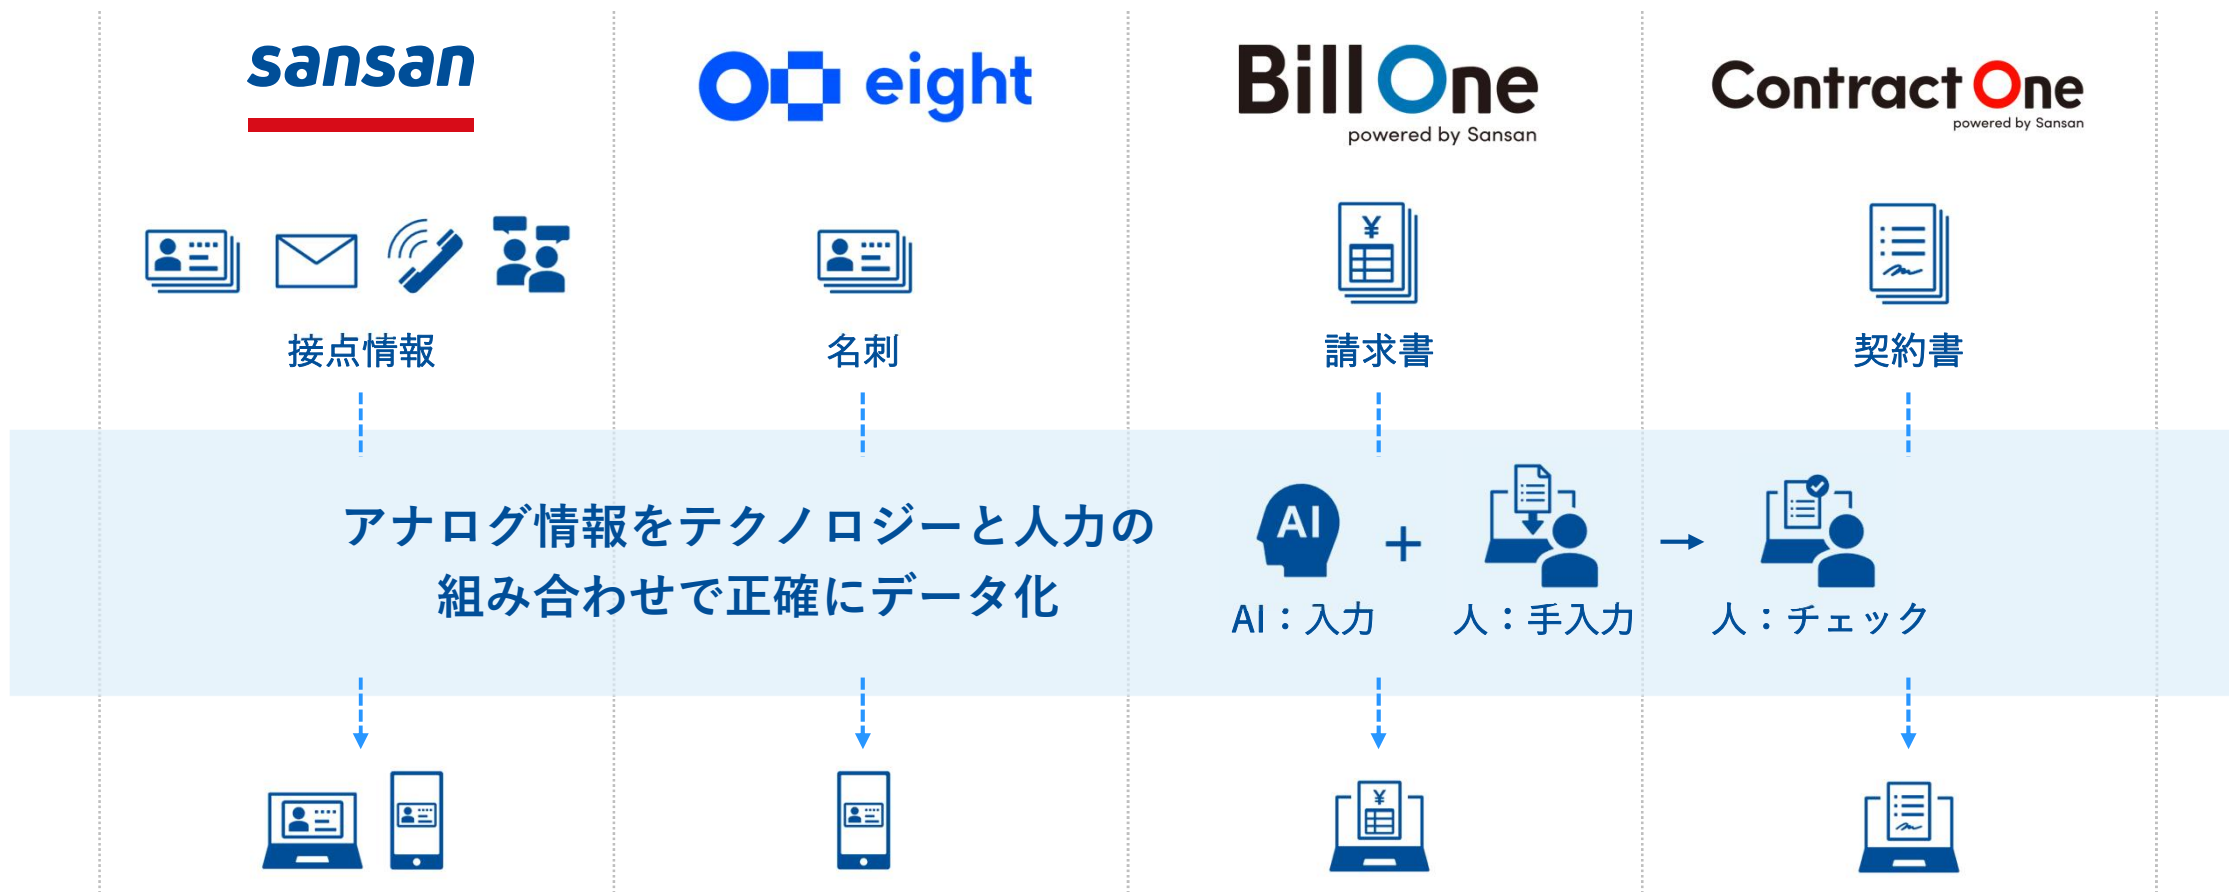 sansan
eight
Bill One
powered by Sansan
Contract One
powered by Sansan
¥
接点情報
名刺
請求書
契約書
アナログ情報をテクノロジーと人力の
組み合わせで正確にデータ化
AI
+
→
AI：入力
人：手入力
人：チェック
¥